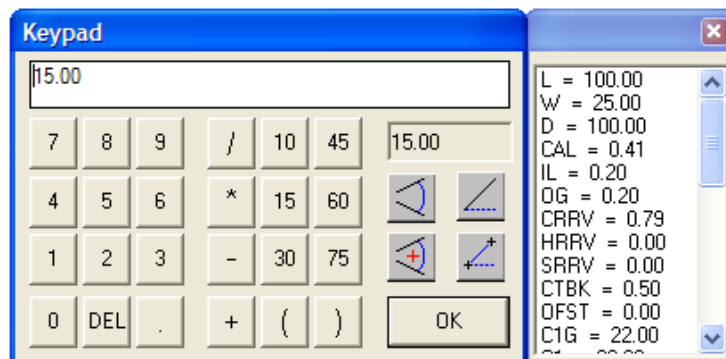 Keypad
15.00
7 8 9 / 10 45 15.00
4 5 6 * 15 60
1 2 3 - 30 75
0 DEL . + ( ) OK
L = 100.00
W = 25.00
D = 100.00
CAL = 0.41
IL = 0.20
OG = 0.20
CRRV = 0.79
HRRV = 0.00
SRRV = 0.00
CTBK = 0.50
OFST = 0.00
C1G = 22.00